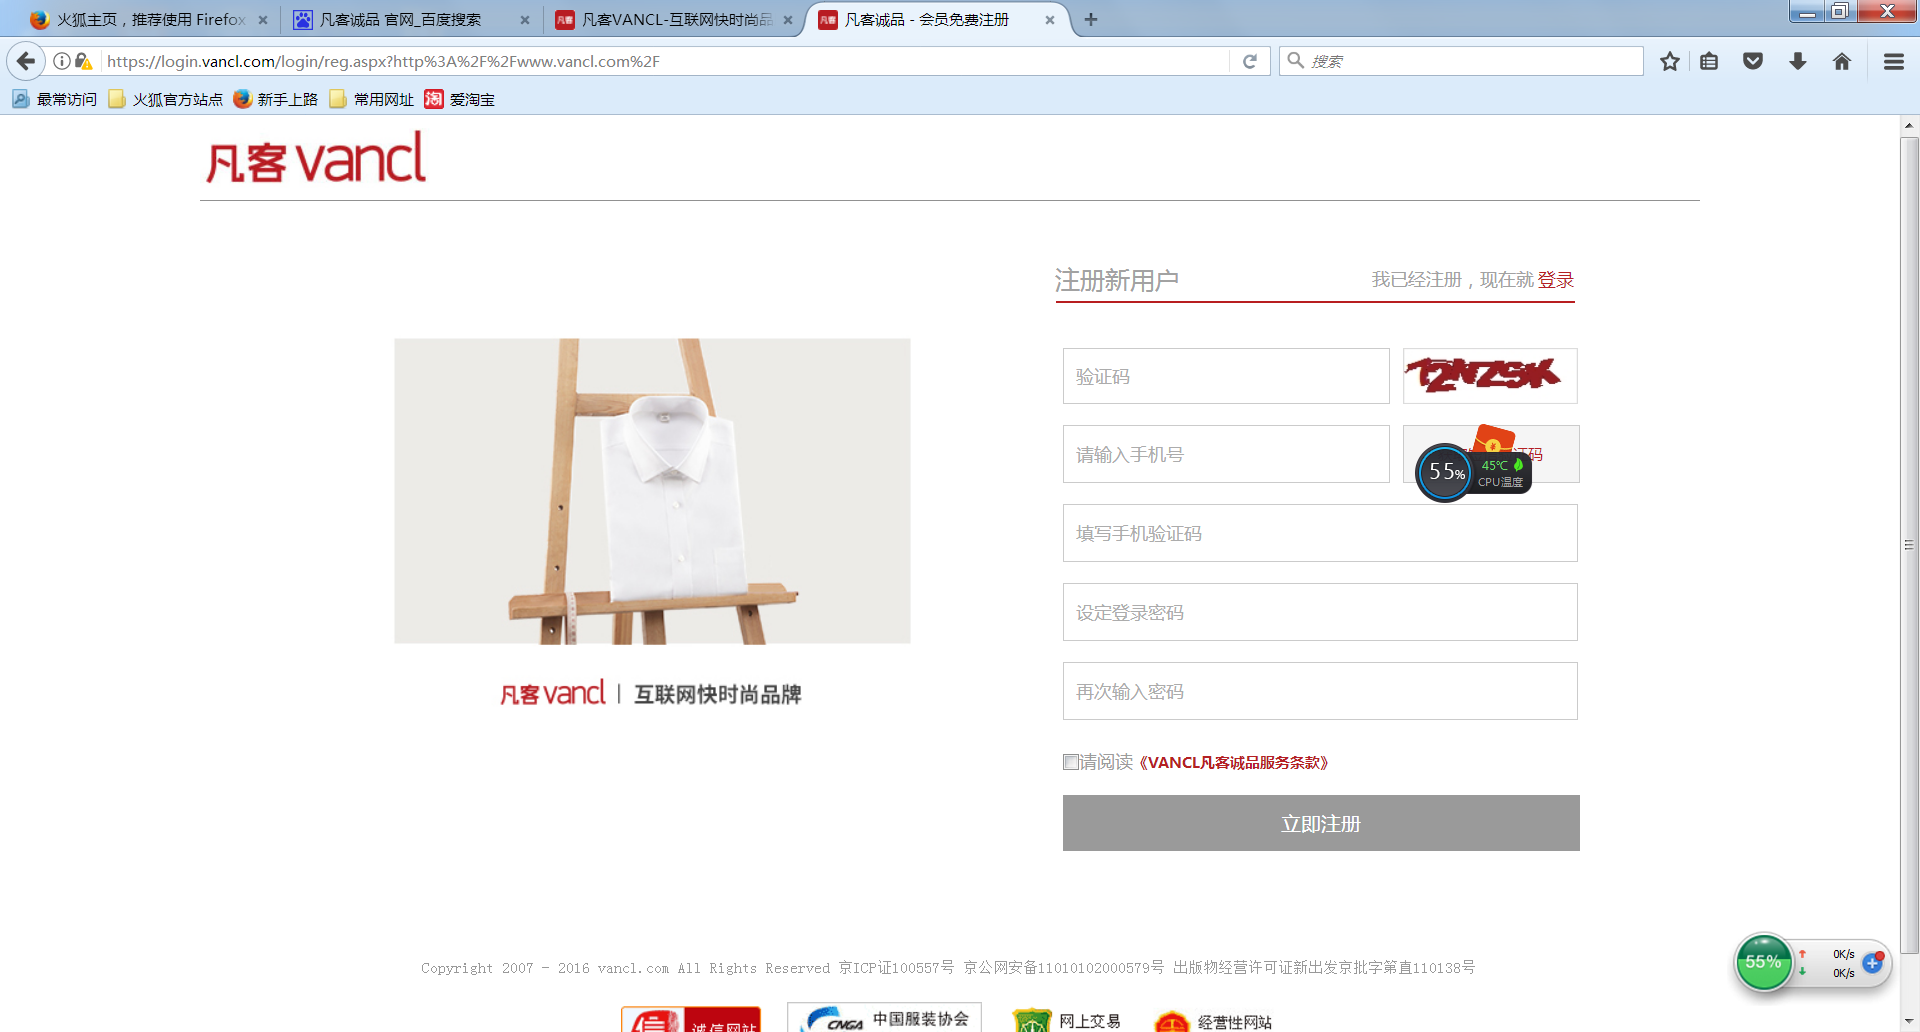 火狐主页，推荐使用 Firefox
凡客诚品 官网_百度搜索
凡客 凡客VANCL-互联网快时尚品
凡客 凡客诚品 - 会员免费注册
https://login.vancl.com/login/reg.aspx?http%3A%2F%2Fwww.vancl.com%2F
搜索
最常访问
火狐官方站点
新手上路
常用网址
淘 爱淘宝
凡客 vancl
注册新用户
我已经注册，现在就 登录
验证码
请输入手机号
证码
55%
45℃
CPU温度
填写手机验证码
设定登录密码
再次输入密码
凡客 vancl | 互联网快时尚品牌
请阅读《VANCL凡客诚品服务条款》
立即注册
Copyright 2007 - 2016 vancl.com All Rights Reserved 京ICP证100557号 京公网安备11010102000579号 出版物经营许可证新出发京批字第直110138号
55%
0K/s
0K/s
诚信网站
CNGA 中国服装协会
网上交易
经营性网站